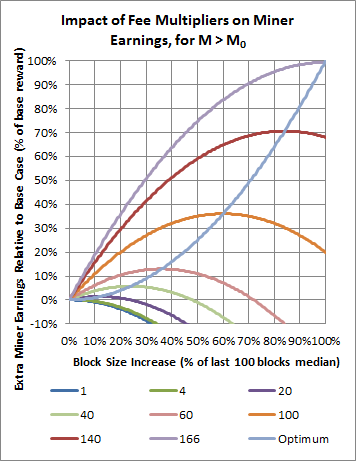 Impact of Fee Multipliers on Miner
Earnings, for M > M0
Extra Miner Earnings Relative to Base Case (% of base reward)
100%
90%
80%
70%
60%
50%
40%
30%
20%
10%
0%
-10%
0% 10% 20% 30% 40% 50% 60% 70% 80% 90% 100%
Block Size Increase (% of last 100 blocks median)
1 4 20
40 60 100
140 166 Optimum